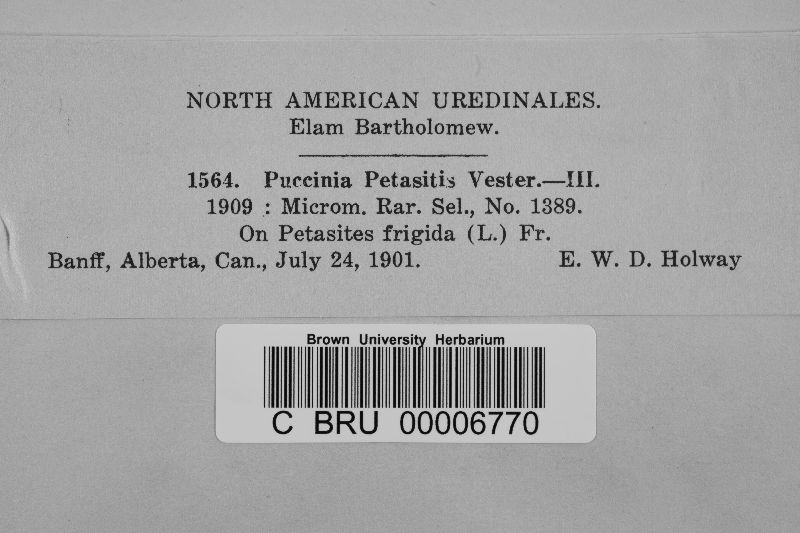 NORTH AMERICAN UREDINALES.
Elam Bartholomew.
1564. Puccinia Petasitis Vester.—III.
1909 : Microm. Rar. Sel., No. 1389.
On Petasites frigida (L.) Fr.
Banff, Alberta, Can., July 24, 1901. E. W. D. Holway
Brown University Herbarium
C BRU 00006770